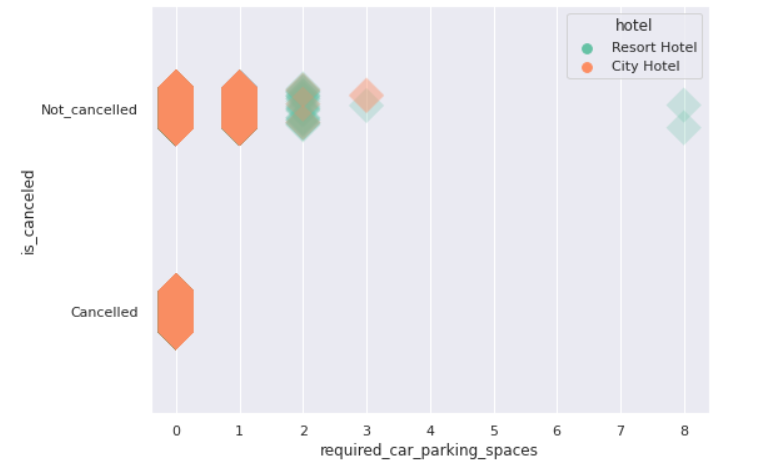 hotel
Resort Hotel
City Hotel
Not_cancelled
is_canceled
Cancelled
0 1 2 3 4 5 6 7 8
required_car_parking_spaces